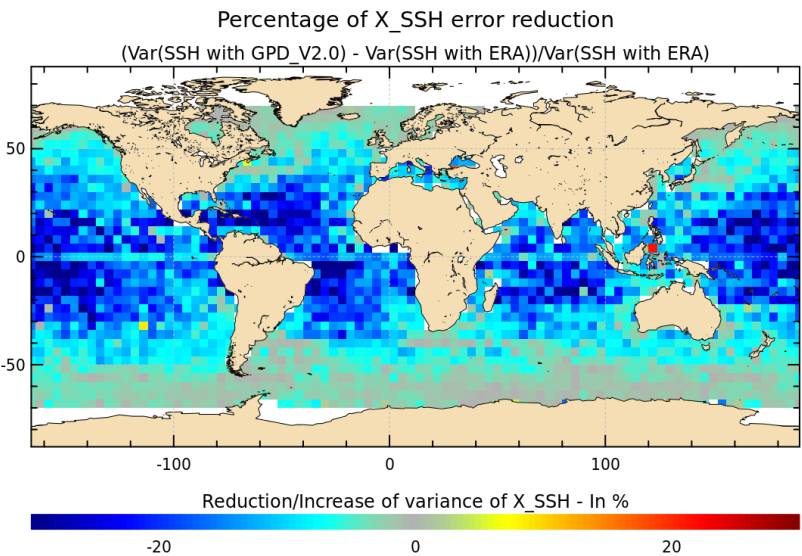 Percentage of X_SSH error reduction
(Var(SSH with GPD_V2.0) - Var(SSH with ERA))/Var(SSH with ERA)
50
0
-50
-100 0 100
Reduction/Increase of variance of X_SSH - In %
-20 0 20